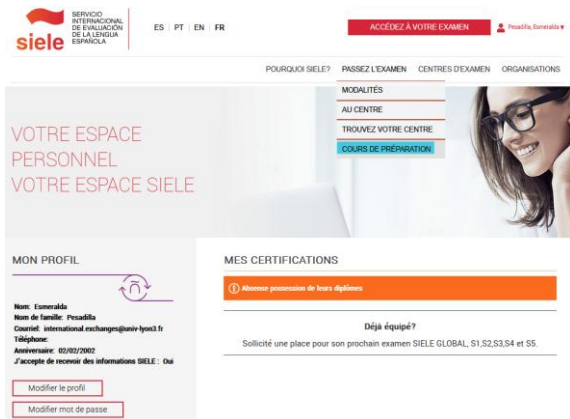 siele
SERVICIO
INTERNACIONAL
DE EVALUACIÓN
DE LA LENGUA
ESPAÑOLA
ES | PT | EN | FR
ACCÉDEZ À VOTRE EXAMEN
Pesadilla, Esmeralda
POURQUOI SIELE? PASSEZ L'EXAMEN CENTRES D'EXAMEN ORGANISATIONS
MODALITÉS
AU CENTRE
TROUVEZ VOTRE CENTRE
COURS DE PRÉPARATION
VOTRE ESPACE
PERSONNEL
VOTRE ESPACE SIELE
MON PROFIL
ñ
Nom: Esmeralda
Nom de famille: Pesadilla
Courriel: international.exchanges@univ-lyon3.fr
Téléphone:
Anniversaire: 02/02/2002
J'accepte de recevoir des informations SIELE : Oui
Modifier le profil
Modifier mot de passe
MES CERTIFICATIONS
Absense possession de leurs diplômes
Déjà équipé?
Sollicité une place pour son prochain examen SIELE GLOBAL, S1,S2,S3,S4 et S5.